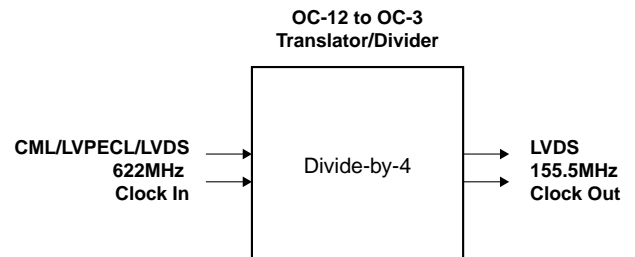 OC-12 to OC-3
Translator/Divider
CML/LVPECL/LVDS
622MHz
Clock In
Divide-by-4
LVDS
155.5MHz
Clock Out